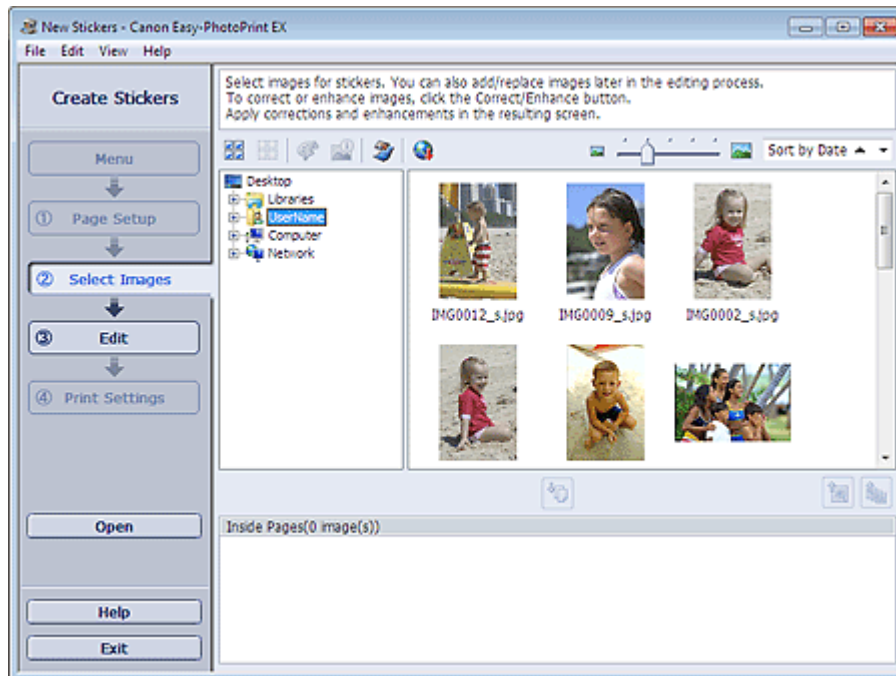 New Stickers - Canon Easy-PhotoPrint EX
File Edit View Help
Create Stickers
Menu
① Page Setup
② Select Images
③ Edit
④ Print Settings
Open
Help
Exit
Select images for stickers. You can also add/replace images later in the editing process.
To correct or enhance images, click the Correct/Enhance button.
Apply corrections and enhancements in the resulting screen.
Sort by Date
Desktop
Libraries
UserName
Computer
Network
IMG0012_s.jpg IMG0009_s.jpg IMG0002_s.jpg
Inside Pages(0 image(s))